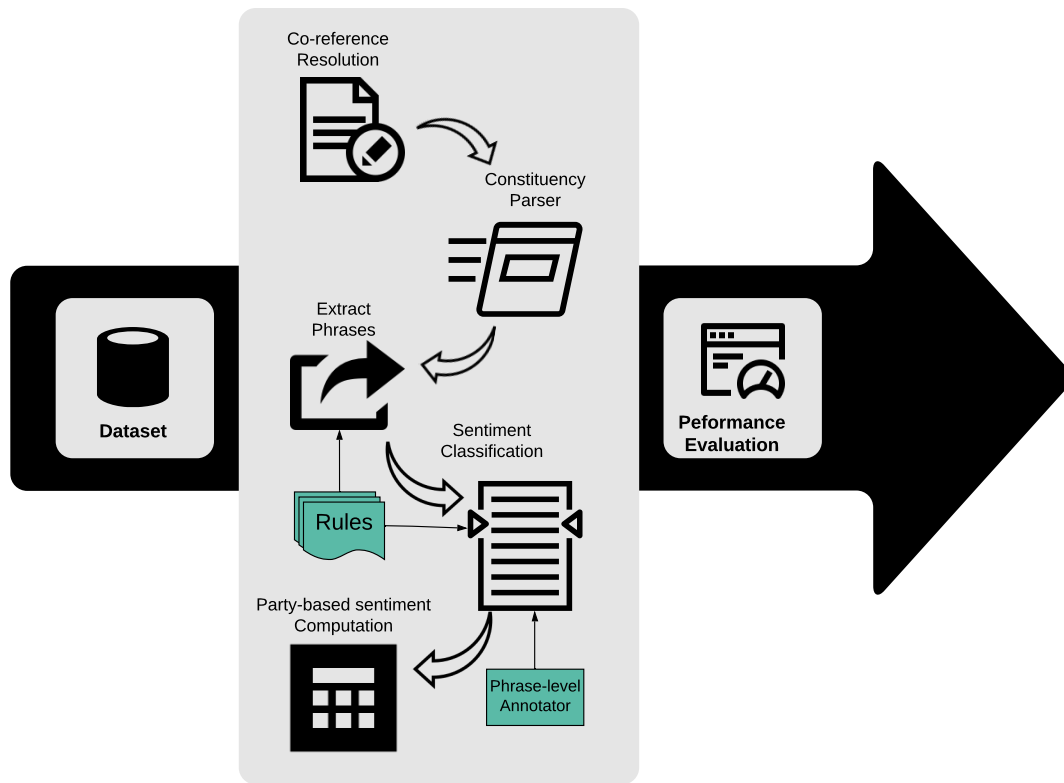 Co-reference
Resolution
Constituency
Parser
Extract
Phrases
Dataset
Peformance
Evaluation
Sentiment
Classification
Rules
Party-based sentiment
Computation
Phrase-level
Annotator